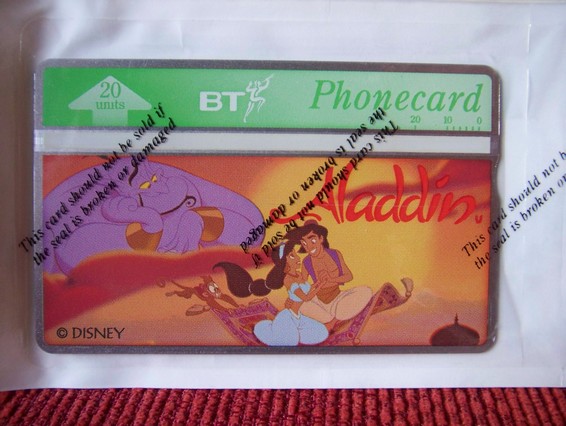 20
units
BT
Phonecard
20 10 0
This card should not be sold if
the seal is broken or damaged
This card should not be sold if
the seal is broken or damaged
This card should not b
the seal is broken or
Aladdin
© DISNEY